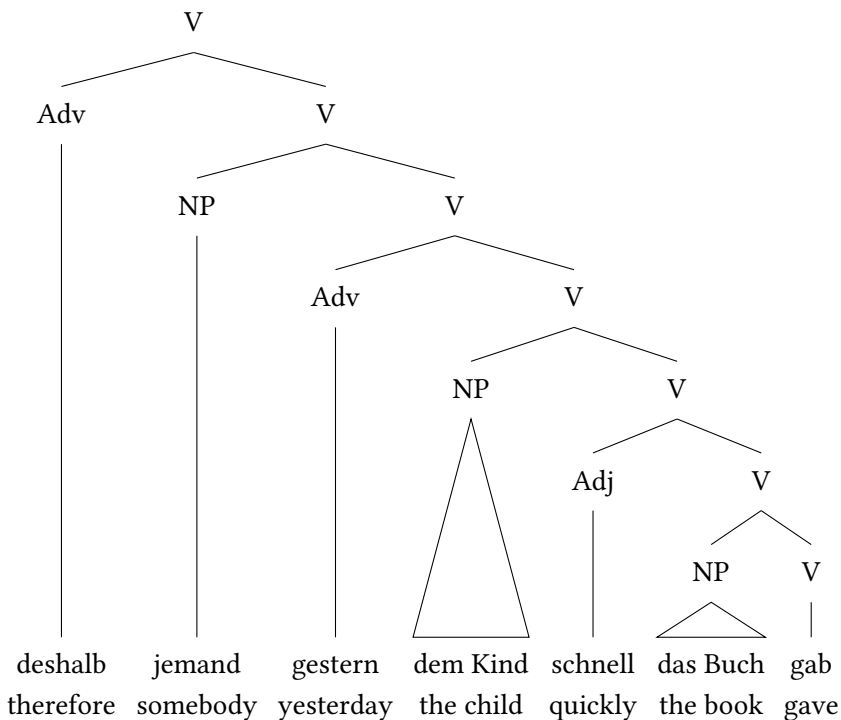 V
Adv V
NP V
Adv V
NP V
Adj V
NP V
deshalb jemand gestern dem Kind schnell das Buch gab
therefore somebody yesterday the child quickly the book gave